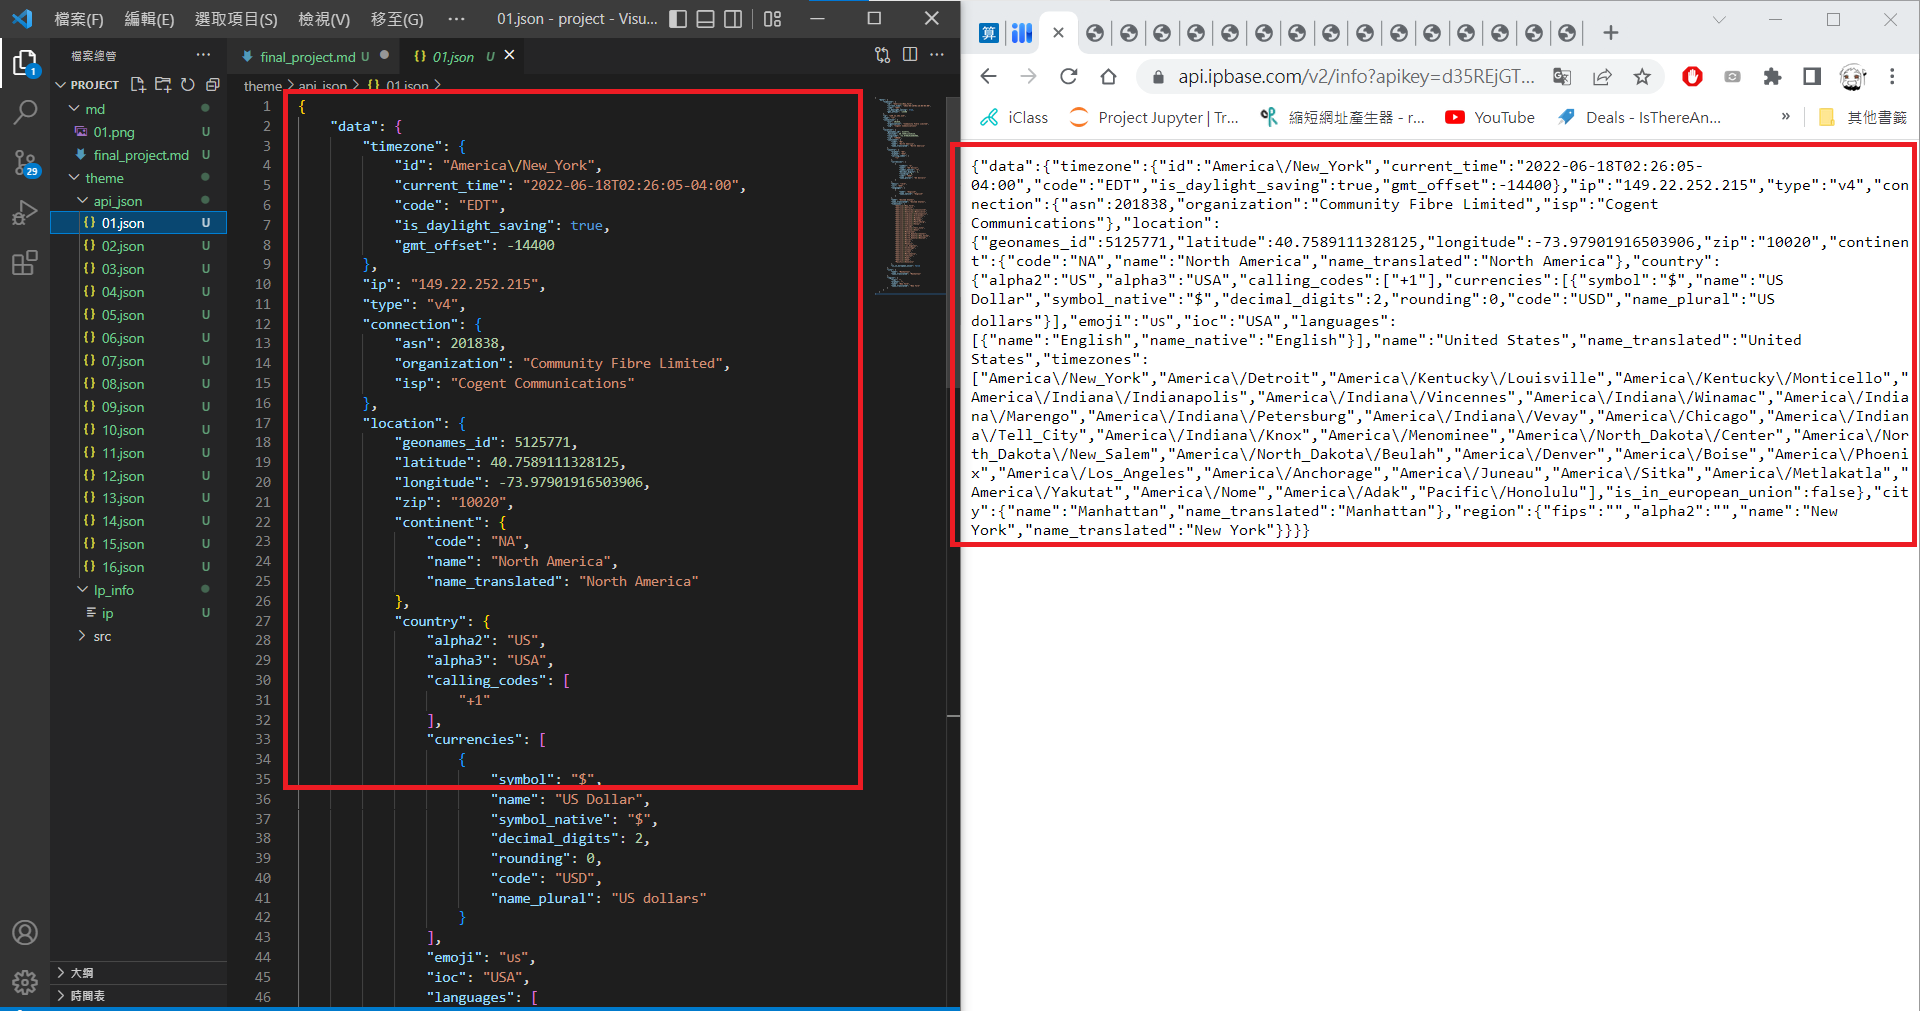 檔案(F) 編輯(E) 選取項目(S) 檢視(V) 移至(G) ··· 01.json - project - Visu...
檔案總管 ···
PROJECT
md
01.png U
final_project.md U
theme
api_json
01.json U
02.json U
03.json U
04.json U
05.json U
06.json U
07.json U
08.json U
09.json U
10.json U
11.json U
12.json U
13.json U
14.json U
15.json U
16.json U
Ip_info
ip U
src
大綱
時間表
1
29
final_project.md U
{} 01.json U
theme > api_json > {} 01.json >
1 {
2 "data": {
3 "timezone": {
4 "id": "America\/New_York",
5 "current_time": "2022-06-18T02:26:05-04:00",
6 "code": "EDT",
7 "is_daylight_saving": true,
8 "gmt_offset": -14400
9 },
10 "ip": "149.22.252.215",
11 "type": "v4",
12 "connection": {
13 "asn": 201838,
14 "organization": "Community Fibre Limited",
15 "isp": "Cogent Communications"
16 },
17 "location": {
18 "geonames_id": 5125771,
19 "latitude": 40.7589111328125,
20 "longitude": -73.97901916503906,
21 "zip": "10020",
22 "continent": {
23 "code": "NA",
24 "name": "North America",
25 "name_translated": "North America"
26 },
27 "country": {
28 "alpha2": "US",
29 "alpha3": "USA",
30 "calling_codes": [
31 "+1"
32 ],
33 "currencies": [
34 {
35 "symbol": "$",
36 "name": "US Dollar",
37 "symbol_native": "$",
38 "decimal_digits": 2,
39 "rounding": 0,
40 "code": "USD",
41 "name_plural": "US dollars"
42 }
43 ],
44 "emoji": "🇺🇸",
45 "ioc": "USA",
46 "languages": [
算
api.ipbase.com/v2/info?apikey=d35REjGT...
iClass Project Jupyter | Tr... 縮短網址產生器 - r... YouTube Deals - IsThereAn... » 其他書籤
{"data":{"timezone":{"id":"America\/New_York","current_time":"2022-06-18T02:26:05-
04:00","code":"EDT","is_daylight_saving":true,"gmt_offset":-14400},"ip":"149.22.252.215","type":"v4","con
nection":{"asn":201838,"organization":"Community Fibre Limited","isp":"Cogent
Communications"},"location":
{"geonames_id":5125771,"latitude":40.7589111328125,"longitude":-73.97901916503906,"zip":"10020","continen
t":{"code":"NA","name":"North America","name_translated":"North America"},"country":
{"alpha2":"US","alpha3":"USA","calling_codes":["+1"],"currencies":[{"symbol":"$","name":"US
Dollar","symbol_native":"$","decimal_digits":2,"rounding":0,"code":"USD","name_plural":"US
dollars"}],"emoji":"🇺🇸","ioc":"USA","languages":
[{"name":"English","name_native":"English"}],"name":"United States","name_translated":"United
States","timezones":
["America\/New_York","America\/Detroit","America\/Kentucky\/Louisville","America\/Kentucky\/Monticello","
America\/Indiana\/Indianapolis","America\/Indiana\/Vincennes","America\/Indiana\/Winamac","America\/India
na\/Marengo","America\/Indiana\/Petersburg","America\/Indiana\/Vevay","America\/Chicago","America\/Indian
a\/Tell_City","America\/Indiana\/Knox","America\/Menominee","America\/North_Dakota\/Center","America\/Nor
th_Dakota\/New_Salem","America\/North_Dakota\/Beulah","America\/Denver","America\/Boise","America\/Phoeni
x","America\/Los_Angeles","America\/Anchorage","America\/Juneau","America\/Sitka","America\/Metlakatla","
America\/Yakutat","America\/Nome","America\/Adak","Pacific\/Honolulu"],"is_in_european_union":false},"cit
y":{"name":"Manhattan","name_translated":"Manhattan"},"region":{"fips":"","alpha2":"","name":"New
York","name_translated":"New York"}}}}